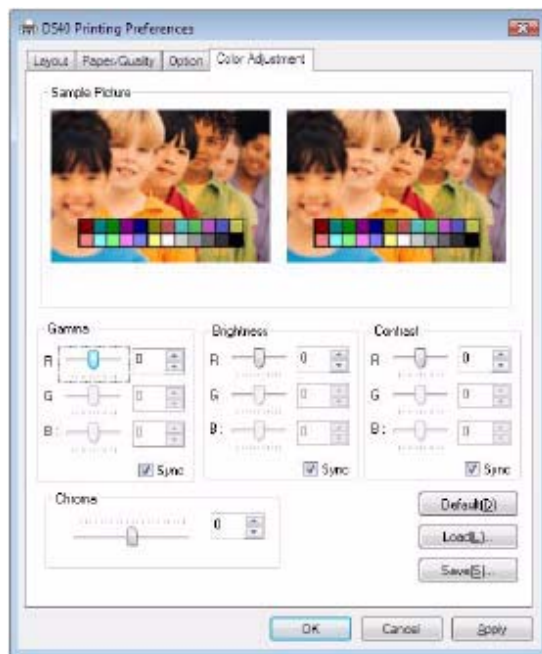 DS40 Printing Preferences
Layout Paper/Quality Option Color Adjustment
Sample Picture
Gamma Brightness Contrast
R 0 R 0 R 0
G 0 G 0 G 0
B: 0 B: 0 B: 0
Sync Sync Sync
Chroma
0
Default(D)
Load(L)...
Save(S)...
OK Cancel Apply